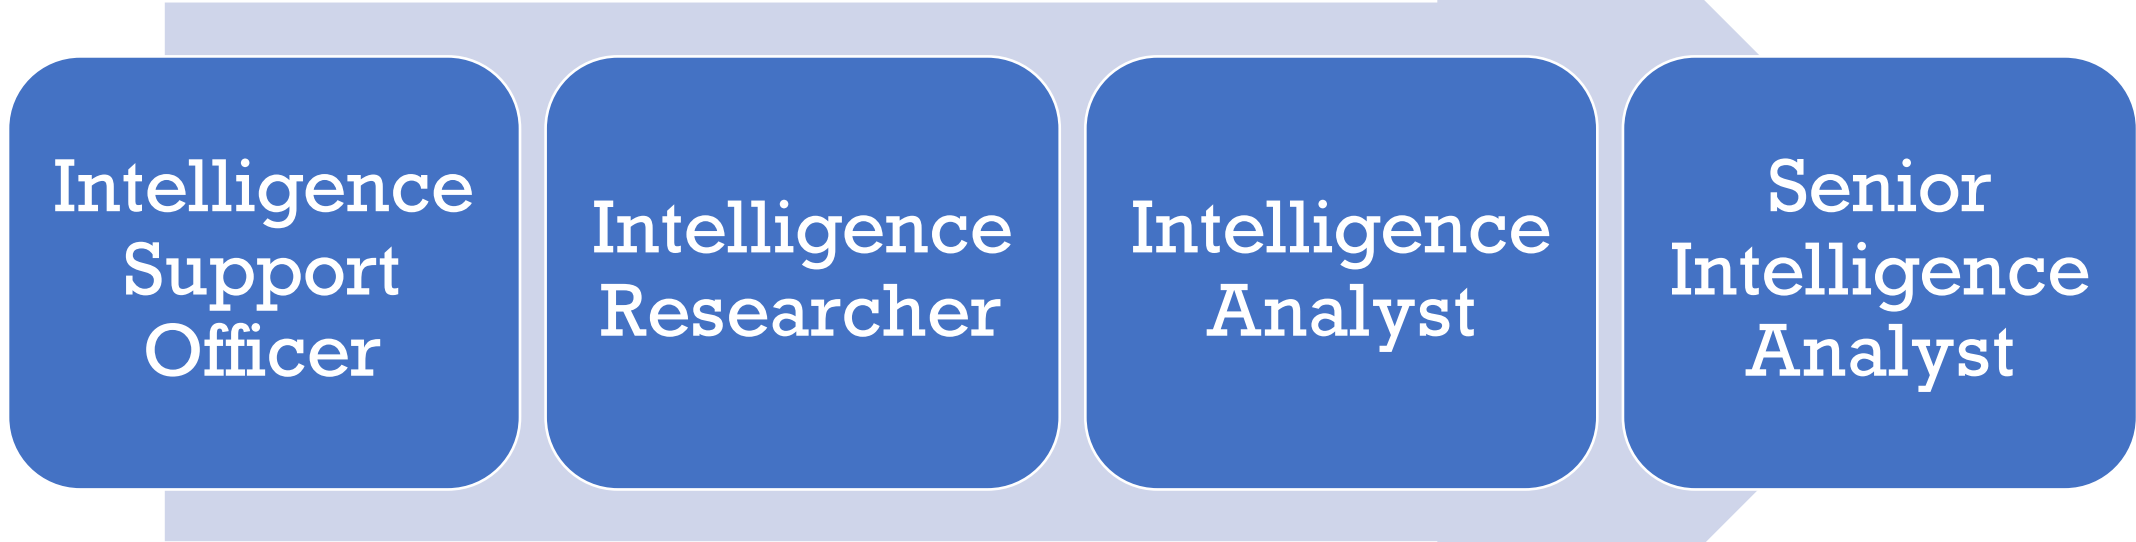 Intelligence
Support
Officer
Intelligence
Researcher
Intelligence
Analyst
Senior
Intelligence
Analyst